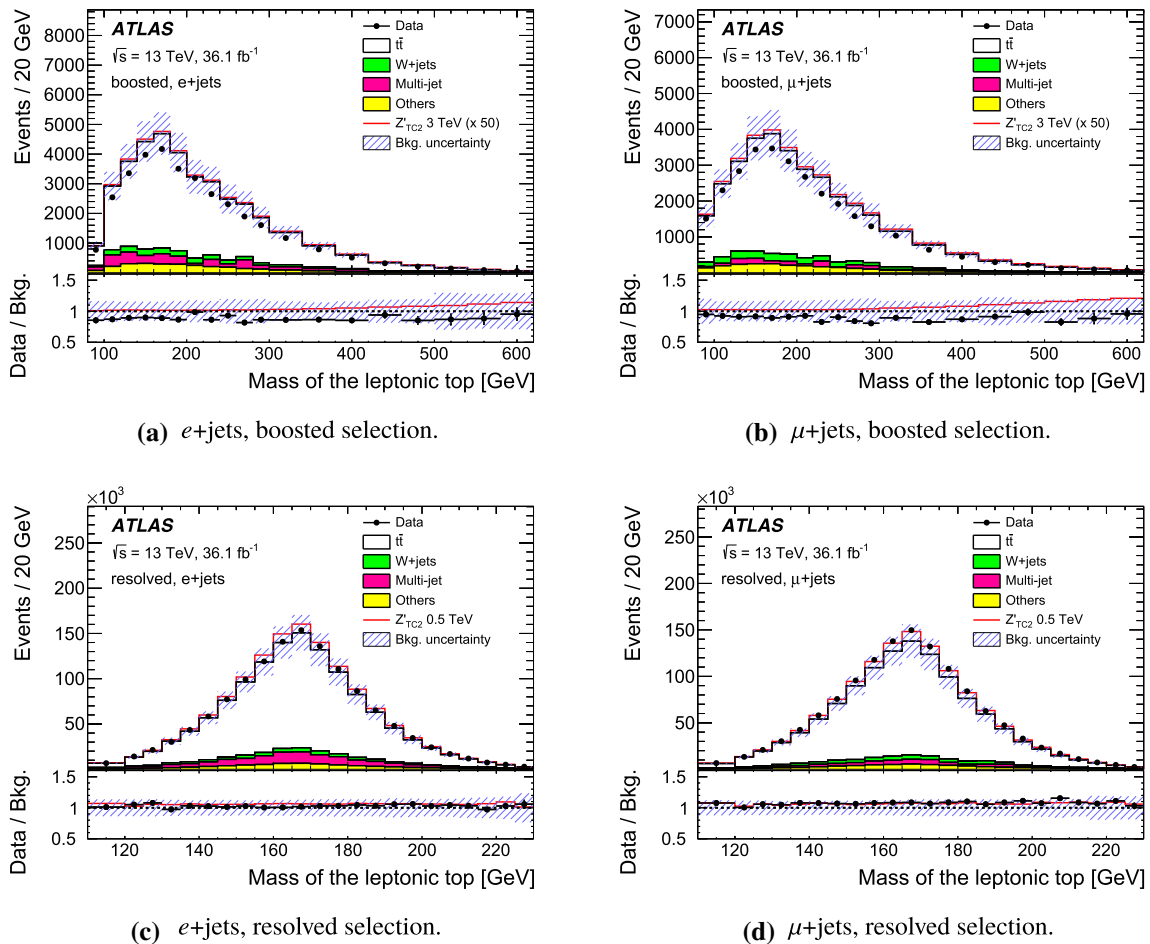 ATLAS
√s = 13 TeV, 36.1 fb⁻¹
boosted, e+jets
Data
tt̄
W+jets
Multi-jet
Others
Z'TC2 3 TeV (x 50)
Bkg. uncertainty
Events / 20 GeV
8000
7000
6000
5000
4000
3000
2000
1000
Data / Bkg.
1.5
1
0.5
100 200 300 400 500 600
Mass of the leptonic top [GeV]
(a) e+jets, boosted selection.
ATLAS
√s = 13 TeV, 36.1 fb⁻¹
boosted, μ+jets
Data
tt̄
W+jets
Multi-jet
Others
Z'TC2 3 TeV (x 50)
Bkg. uncertainty
Events / 20 GeV
7000
6000
5000
4000
3000
2000
1000
Data / Bkg.
1.5
1
0.5
100 200 300 400 500 600
Mass of the leptonic top [GeV]
(b) μ+jets, boosted selection.
×10³
ATLAS
√s = 13 TeV, 36.1 fb⁻¹
resolved, e+jets
Data
tt̄
W+jets
Multi-jet
Others
Z'TC2 0.5 TeV
Bkg. uncertainty
Events / 20 GeV
250
200
150
100
50
Data / Bkg.
1.5
1
0.5
120 140 160 180 200 220
Mass of the leptonic top [GeV]
(c) e+jets, resolved selection.
×10³
ATLAS
√s = 13 TeV, 36.1 fb⁻¹
resolved, μ+jets
Data
tt̄
W+jets
Multi-jet
Others
Z'TC2 0.5 TeV
Bkg. uncertainty
Events / 20 GeV
250
200
150
100
50
Data / Bkg.
1.5
1
0.5
120 140 160 180 200 220
Mass of the leptonic top [GeV]
(d) μ+jets, resolved selection.